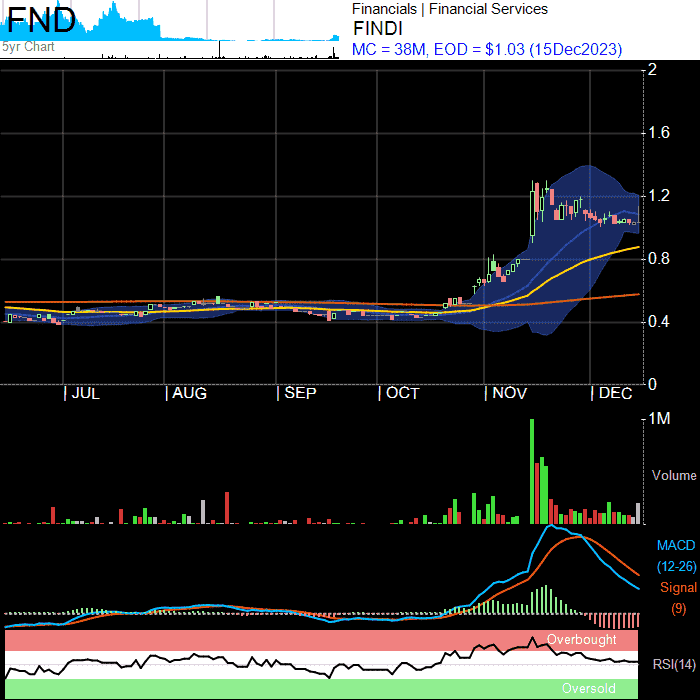 FND
5yr Chart
Financials | Financial Services
FINDI
MC = 38M, EOD = $1.03 (15Dec2023)
2
1.6
1.2
0.8
0.4
0
| JUL | AUG | SEP | OCT | NOV | DEC
1M
Volume
MACD
(12-26)
Signal
(9)
Overbought
RSI(14)
Oversold